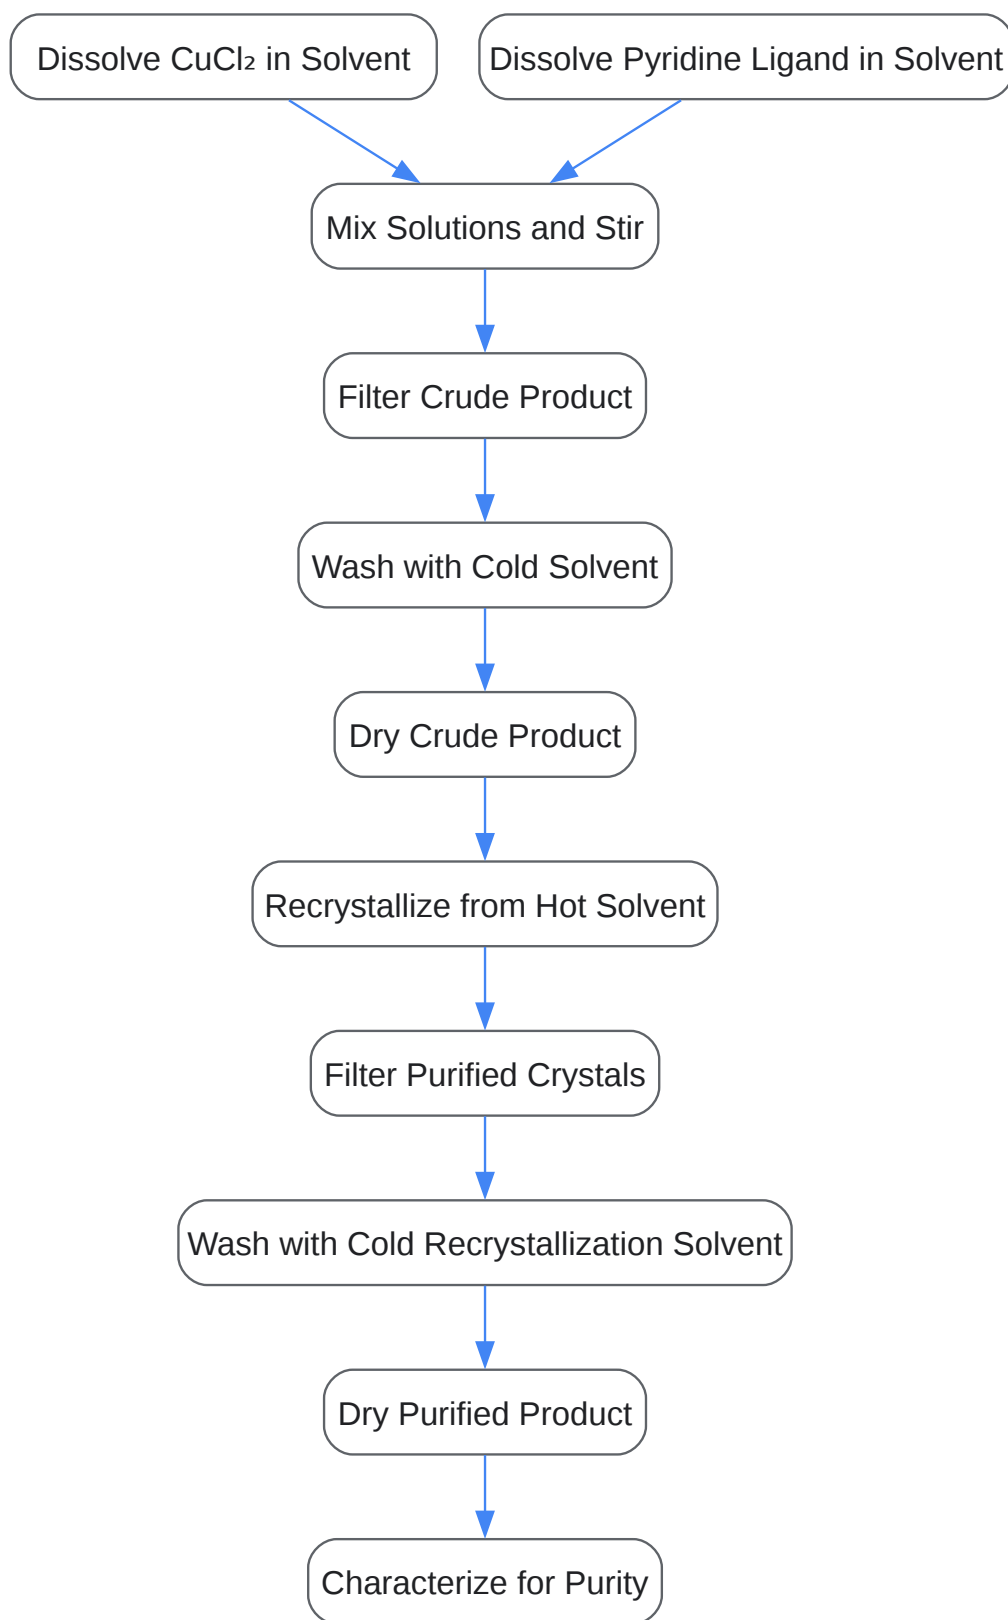 Dissolve CuCl₂ in Solvent
Dissolve Pyridine Ligand in Solvent
Mix Solutions and Stir
Filter Crude Product
Wash with Cold Solvent
Dry Crude Product
Recrystallize from Hot Solvent
Filter Purified Crystals
Wash with Cold Recrystallization Solvent
Dry Purified Product
Characterize for Purity